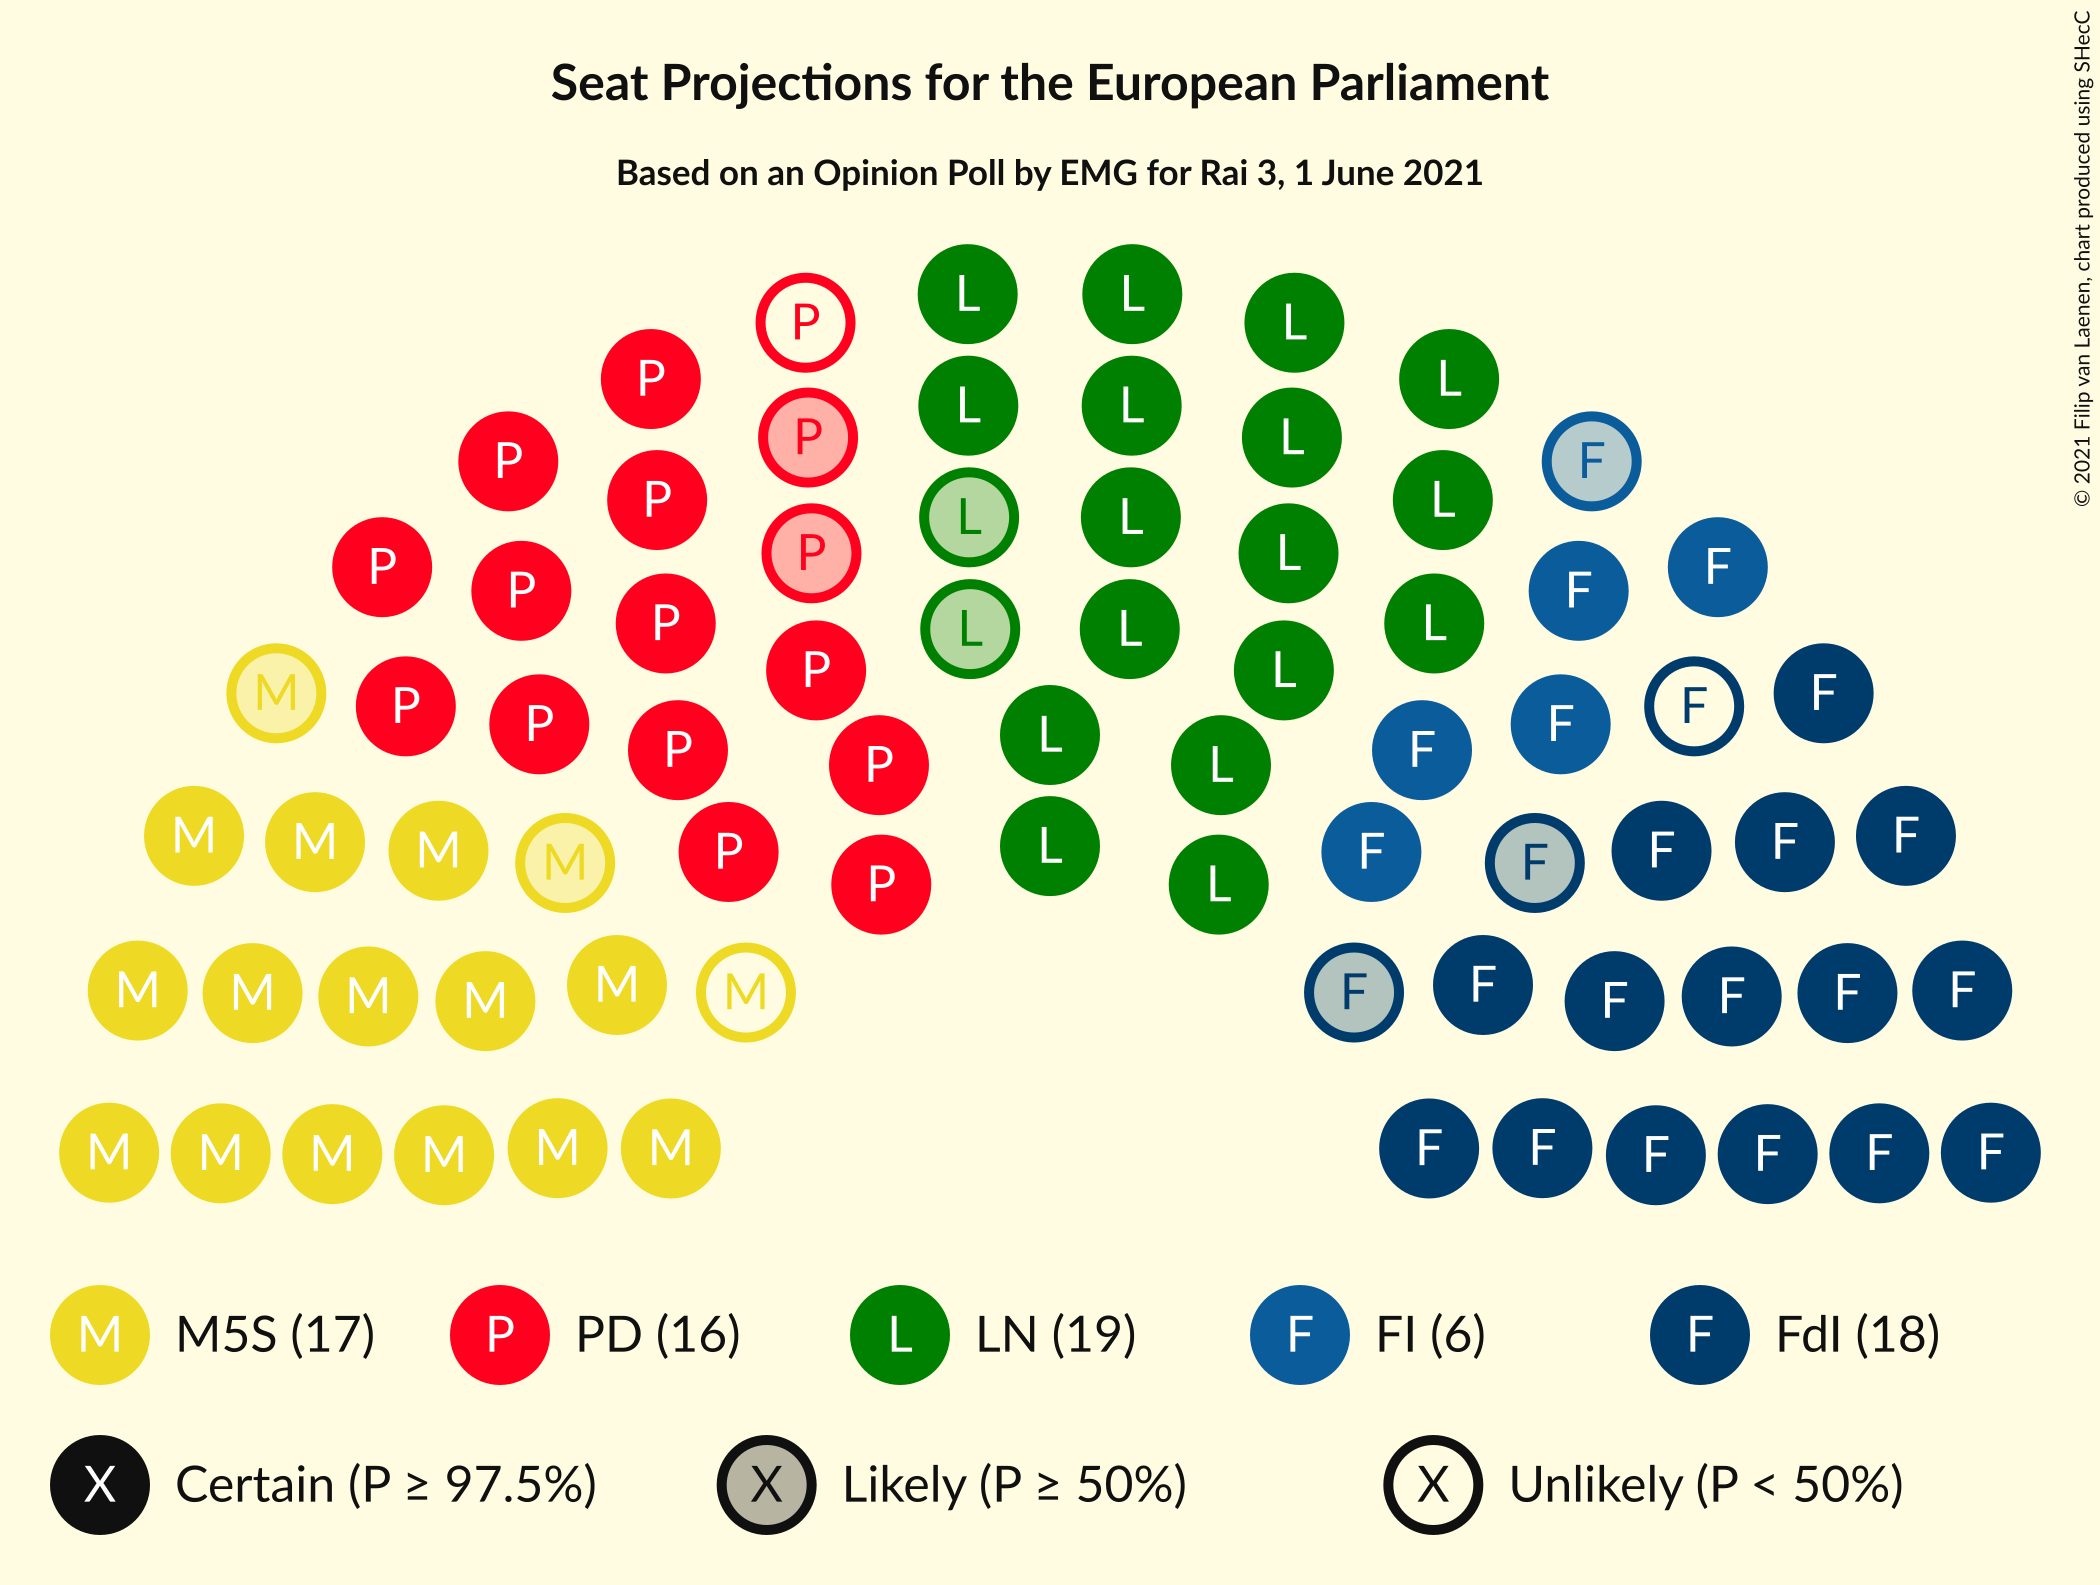 Seat Projections for the European Parliament
Based on an Opinion Poll by EMG for Rai 3, 1 June 2021
© 2021 Filip van Laenen, chart produced using SHecC
L L
P L L
P L L P
P L L
P F
P L L
L L
P L L
P F F
P L
L L
M P L F
P P F F
P L L F
P L L F
M M M M P L F F F F F
P L
M M M M M M F F F F F F
M M M M M M F F F F F F
M M5S (17) P PD (16) L LN (19) F FI (6) F FdI (18)
X Certain (P ≥ 97.5%) X Likely (P ≥ 50%) X Unlikely (P < 50%)